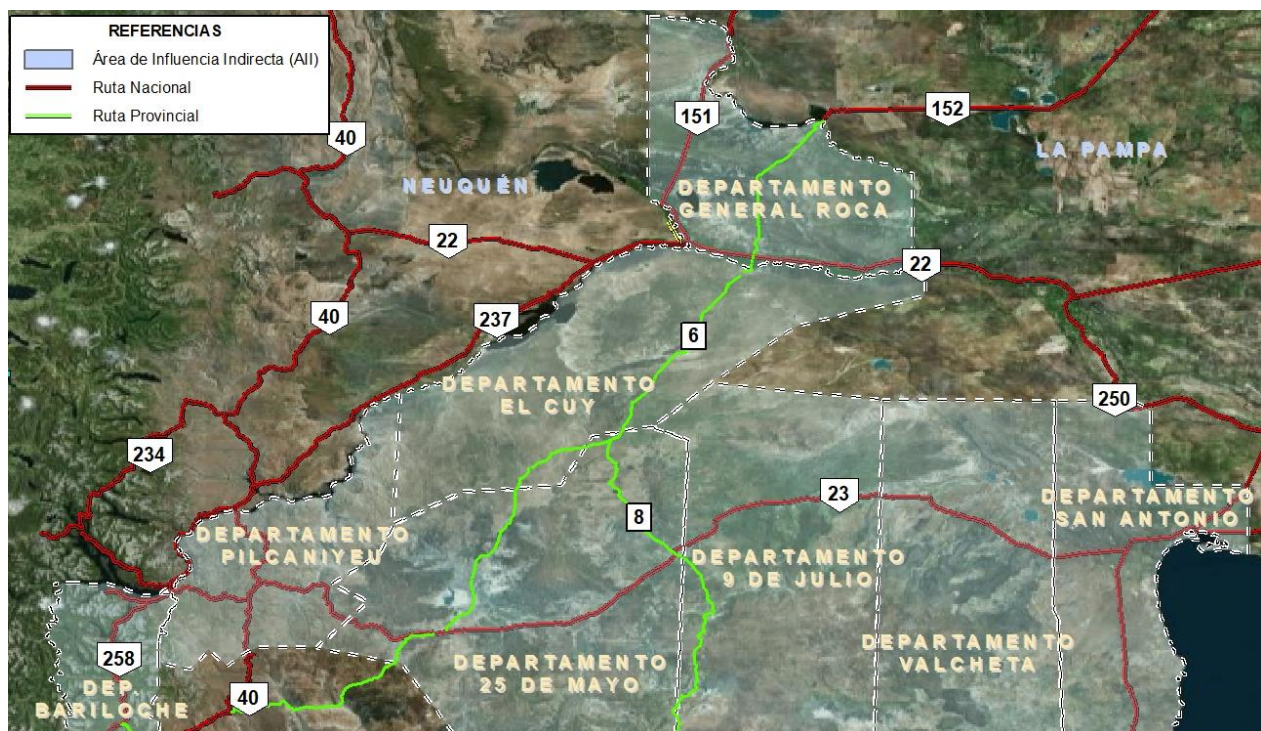 REFERENCIAS
Área de Influencia Indirecta (AII)
Ruta Nacional
Ruta Provincial
40
151
152
LA PAMPA
NEUQUÉN
DEPARTAMENTO
GENERAL ROCA
22
22
40
237
6
DEPARTAMENTO
EL CUY
250
234
23
8
DEPARTAMENTO
SAN ANTONIO
DEPARTAMENTO
PILCANIYEU
DEPARTAMENTO
9 DE JULIO
DEPARTAMENTO
VALCHETA
258
DEPARTAMENTO
25 DE MAYO
DEP.
BARILOCHE
40